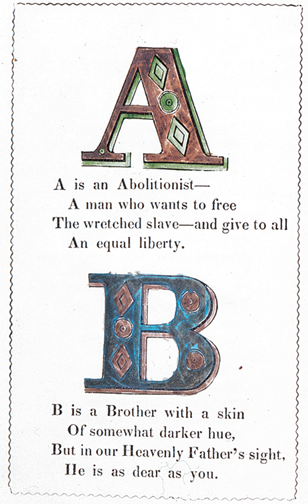 A
A is an Abolitionist—
A man who wants to free
The wretched slave—and give to all
An equal liberty.
B
B is a Brother with a skin
Of somewhat darker hue,
But in our Heavenly Father's sight,
He is as dear as you.